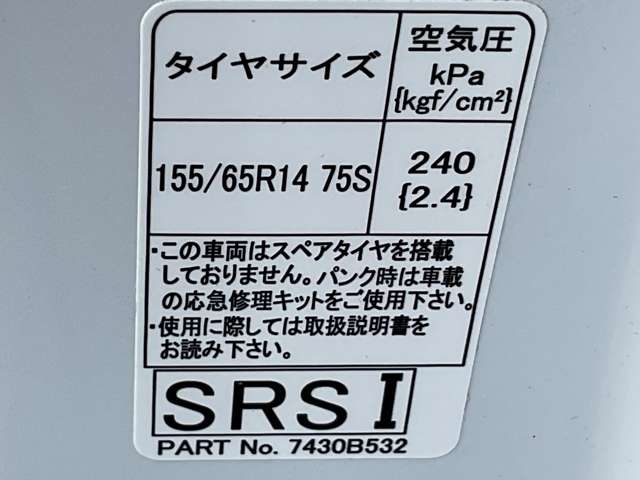 タイヤサイズ
空気圧
kPa
{kgf/cm²}
155/65R14 75S
240
{2.4}
・この車両はスペアタイヤを搭載
しておりません。パンク時は車載
の応急修理キットをご使用下さい。
・使用に際しては取扱説明書を
お読み下さい。
SRS I
PART No. 7430B532